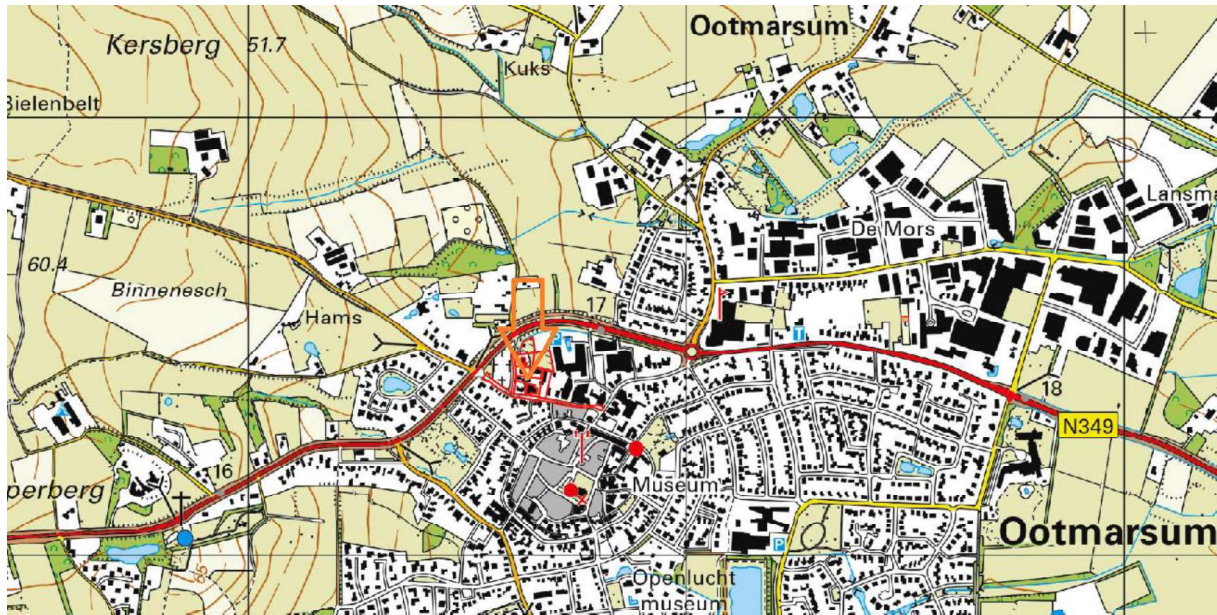 Kersberg
51.7
Ootmarsum
Kuks
Bielenbelt
Lansma
De Mors
60.4
Binnenesch
Hams
17
T
18
N349
16
perberg
Museum
Ootmarsum
P
65
Openlucht
museum